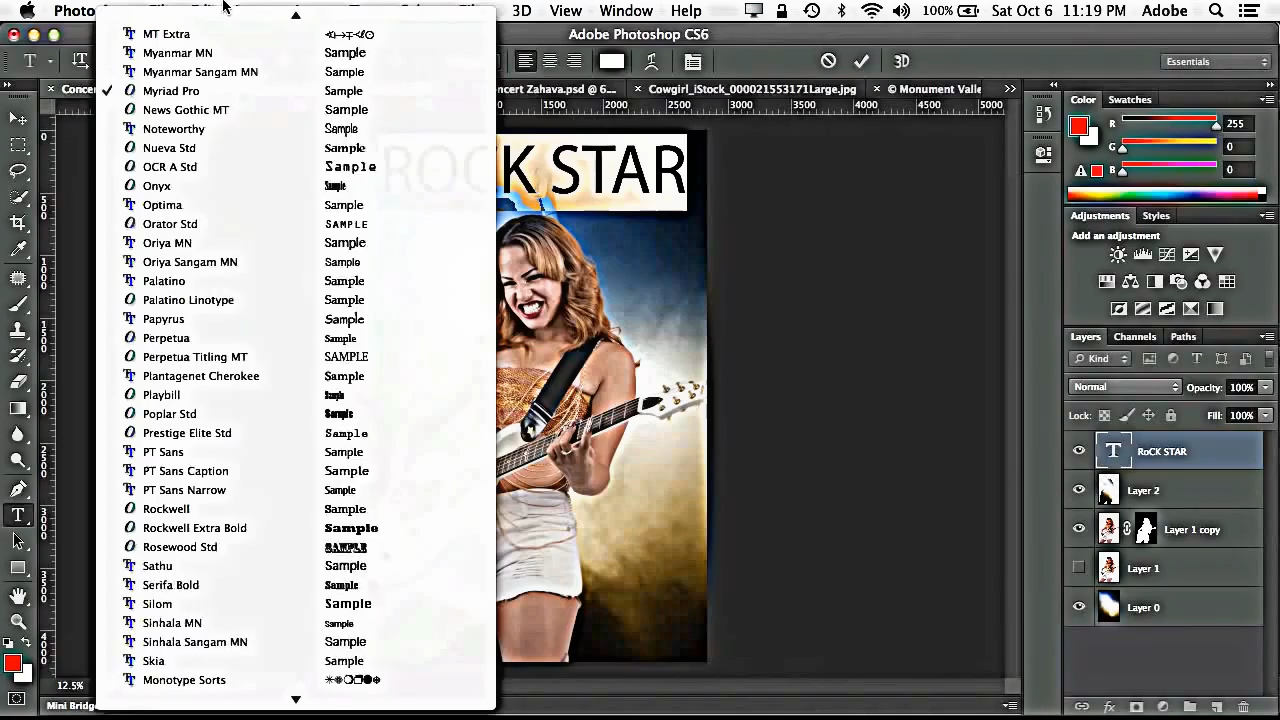 Photo
3D View Window Help
100% Sat Oct 6 11:19 PM Adobe
Adobe Photoshop CS6
3D Essentials
× Concer
ncert Zahava.psd @ 6... × Cowgirl_iStock_000021553171Large.jpg × © Monument Valle
1500 2000 2500 3000 3500 4000 4500 5000
MT Extra
Myanmar MN Sample
Myanmar Sangam MN Sample
Myriad Pro Sample
News Gothic MT Sample
Noteworthy Sample
Nueva Std Sample
OCR A Std Sample
Onyx Sample
Optima Sample
Orator Std SAMPLE
Oriya MN Sample
Oriya Sangam MN Sample
Palatino Sample
Palatino Linotype Sample
Papyrus Sample
Perpetua Sample
Perpetua Titling MT SAMPLE
Plantagenet Cherokee Sample
Playbill Sample
Poplar Std Sample
Prestige Elite Std Sample
PT Sans Sample
PT Sans Caption Sample
PT Sans Narrow Sample
Rockwell Sample
Rockwell Extra Bold Sample
Rosewood Std SAMPLE
Sathu Sample
Serifa Bold Sample
Silom Sample
Sinhala MN Sample
Sinhala Sangam MN Sample
Skia Sample
Monotype Sorts
ROCK STAR
12.5%
Mini Bridge
Color Swatches
R 255
G 0
B 0
Adjustments Styles
Add an adjustment
Layers Channels Paths
Kind
Normal Opacity: 100%
Lock: Fill: 100%
RoCK STAR
Layer 2
Layer 1 copy
Layer 1
Layer 0